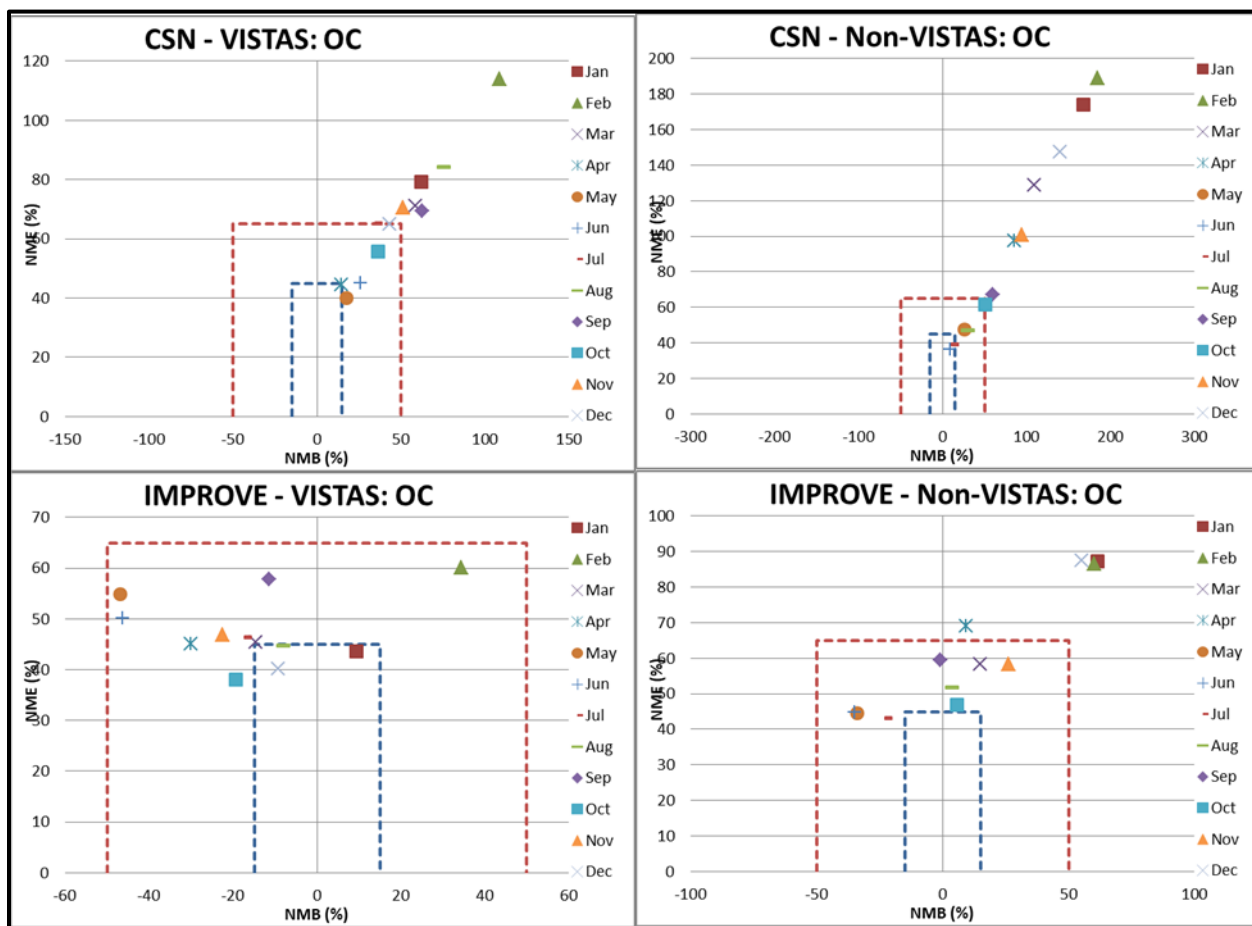 CSN - VISTAS: OC
120
100
80
60
40
20
0
-150
-100
-50
0
50
100
150
NME (%)
NMB (%)
Jan
Feb
Mar
Apr
May
Jun
Jul
Aug
Sep
Oct
Nov
Dec
CSN - Non-VISTAS: OC
200
180
160
140
120
100
80
60
40
20
0
-300
-200
-100
0
100
200
300
NME (%)
NMB (%)
Jan
Feb
Mar
Apr
May
Jun
Jul
Aug
Sep
Oct
Nov
Dec
IMPROVE - VISTAS: OC
70
60
50
40
30
20
10
0
-60
-40
-20
0
20
40
60
NME (%)
NMB (%)
Jan
Feb
Mar
Apr
May
Jun
Jul
Aug
Sep
Oct
Nov
Dec
IMPROVE - Non-VISTAS: OC
100
90
80
70
60
50
40
30
20
10
0
-100
-50
0
50
100
NME (%)
NMB (%)
Jan
Feb
Mar
Apr
May
Jun
Jul
Aug
Sep
Oct
Nov
Dec